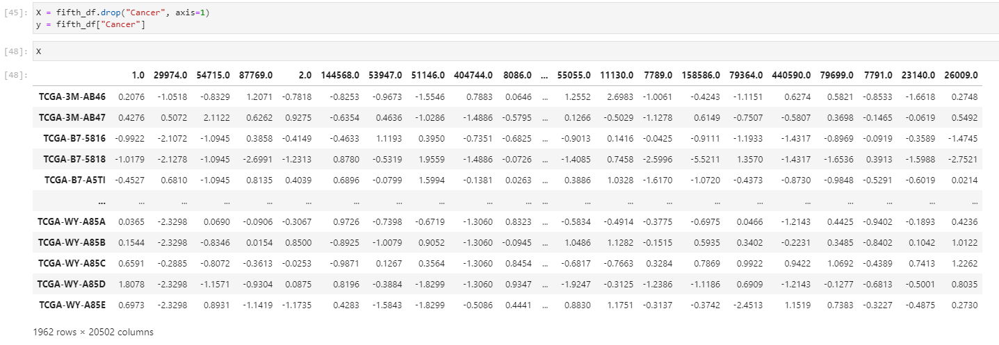 [45]: X = fifth_df.drop("Cancer", axis=1)
y = fifth_df["Cancer"]
[48]: X
[48]: 1.0 29974.0 54715.0 87769.0 2.0 144568.0 53947.0 51146.0 404744.0 8086.0 ... 55055.0 11130.0 7789.0 158586.0 79364.0 440590.0 79699.0 7791.0 23140.0 26009.0
TCGA-3M-AB46 0.2076 -1.0518 -0.8329 1.2071 -0.7818 -0.8253 -0.9673 -1.5546 0.7883 0.0646 ... 1.2552 2.6983 -1.0061 -0.4243 -1.1151 0.6274 0.5821 -0.8533 -1.6618 0.2748
TCGA-3M-AB47 0.4276 0.5072 2.1122 0.6262 0.9275 -0.6354 0.4636 -1.0286 -1.4886 -0.5795 ... 0.1266 -0.5029 -1.1278 0.6149 -0.7507 -0.5807 0.3698 -0.1465 -0.0619 0.5492
TCGA-B7-5816 -0.9922 -2.1072 -1.0945 0.3858 -0.4149 -0.4633 1.1193 0.3950 -0.7351 -0.6825 ... -0.9013 0.1416 -0.0425 -0.9111 -1.1933 -1.4317 -0.8969 -0.0919 -0.3589 -1.4745
TCGA-B7-5818 -1.0179 -2.1278 -1.0945 -2.6991 -1.2313 0.8780 -0.5319 1.9559 -1.4886 -0.0726 ... -1.4085 0.7458 -2.5996 -5.5211 1.3570 -1.4317 -1.6536 0.3913 -1.5988 -2.7521
TCGA-B7-A5TI -0.4527 0.6810 -1.0945 0.8135 0.4039 0.6896 -0.0799 1.5994 -0.1381 0.0263 ... 0.3886 1.0328 -1.6170 -1.0720 -0.4373 -0.8730 -0.9848 -0.5291 -0.6019 0.0214
... ... ... ... ... ... ... ... ... ... ... ... ... ... ... ... ... ... ... ... ... ...
TCGA-WY-A85A 0.0365 -2.3298 0.0690 -0.0906 -0.3067 0.9726 -0.7398 -0.6719 -1.3060 0.8323 ... -0.5834 -0.4914 -0.3775 -0.6975 0.0466 -1.2143 0.4425 -0.9402 -0.1893 0.4236
TCGA-WY-A85B 0.1544 -2.3298 -0.8346 0.0154 0.8500 -0.8925 -1.0079 0.9052 -1.3060 -0.0945 ... 1.0486 1.1282 -0.1515 0.5935 0.3402 -0.2231 0.3485 -0.8402 0.1042 1.0122
TCGA-WY-A85C 0.6591 -0.2885 -0.8072 -0.3613 -0.0253 -0.9871 0.1267 0.3564 -1.3060 0.8454 ... -0.6817 -0.7663 0.3284 0.7869 0.9922 0.9422 1.0692 -0.4389 0.7413 1.2262
TCGA-WY-A85D 1.8078 -2.3298 -1.1571 -0.9304 0.0875 0.8196 -0.3884 -1.8299 -1.3060 0.9347 ... -1.9247 -0.3125 -1.2386 -1.1186 0.6909 -1.2143 -0.1277 -0.6813 -0.5001 0.8035
TCGA-WY-A85E 0.6973 -2.3298 0.8931 -1.1419 -1.1735 0.4283 -1.5843 -1.8299 -0.5086 0.4441 ... 0.8830 1.1751 -0.3137 -0.3742 -2.4513 1.1519 0.7383 -0.3227 -0.4875 0.2730
1962 rows × 20502 columns